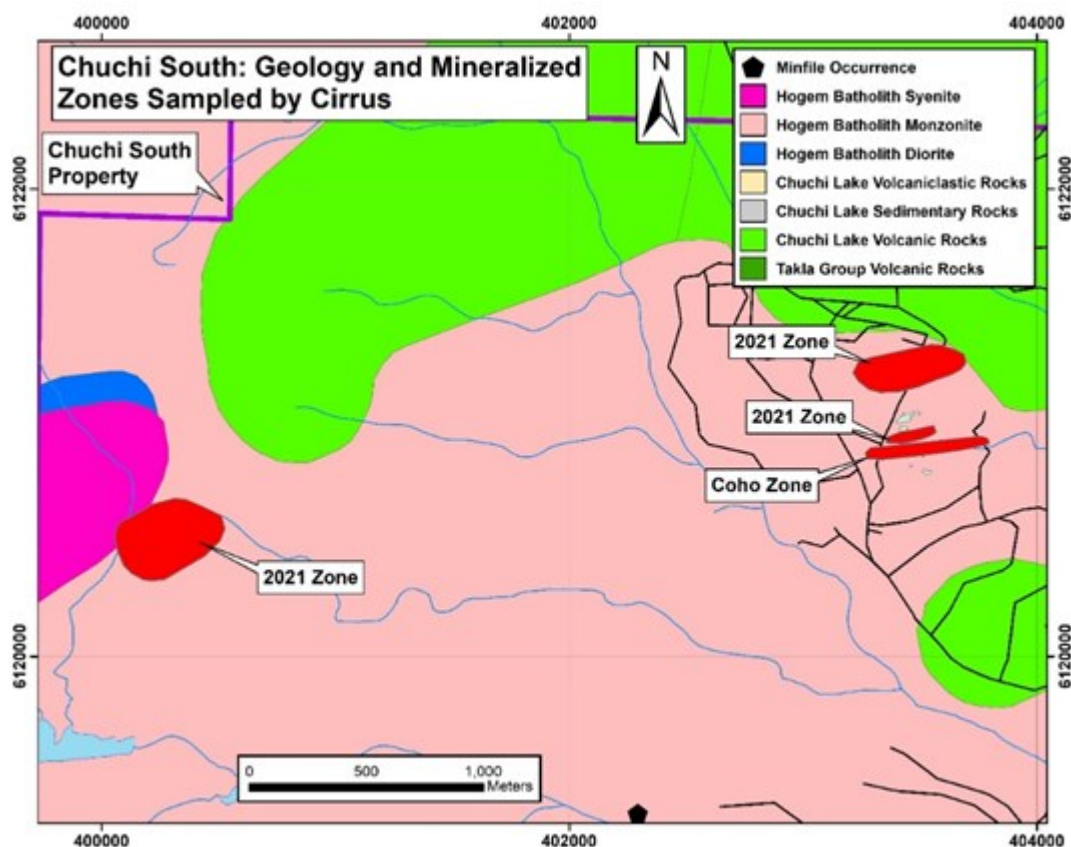 400000
402000
404000
Chuchi South: Geology and Mineralized
Zones Sampled by Cirrus
N
Minfile Occurrence
Hogem Batholith Syenite
Hogem Batholith Monzonite
Hogem Batholith Diorite
Chuchi Lake Volcaniclastic Rocks
Chuchi Lake Sedimentary Rocks
Chuchi Lake Volcanic Rocks
Takla Group Volcanic Rocks
Chuchi South
Property
6122000
6122000
2021 Zone
2021 Zone
Coho Zone
2021 Zone
6120000
6120000
0
500
1,000
Meters
400000
402000
404000